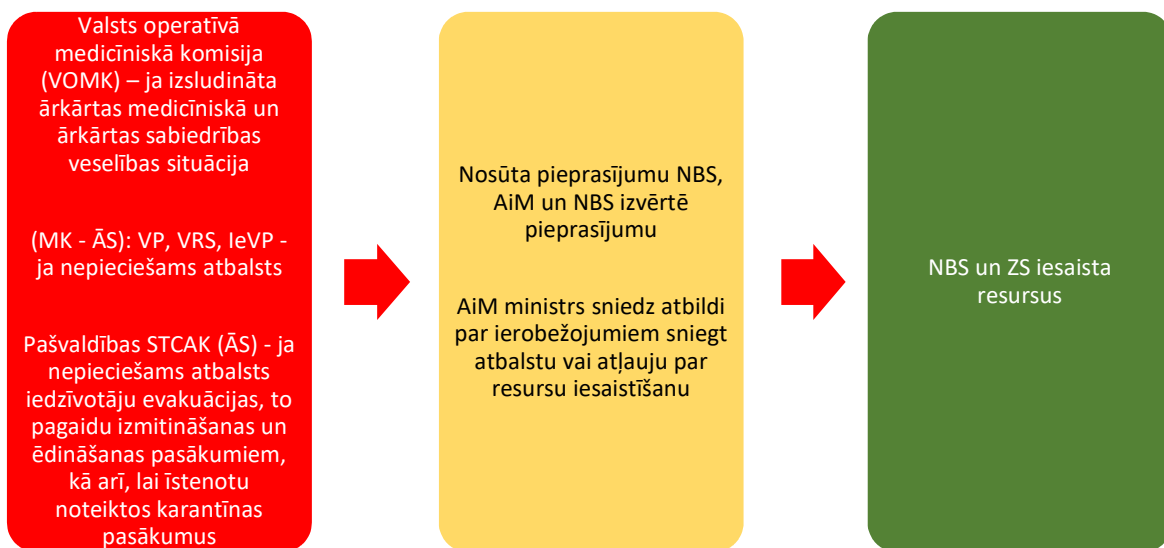 Valsts operatīvā
medicīniskā komisija
(VOMK) – ja izsludināta
ārkārtas medicīniskā un
ārkārtas sabiedrības
veselības situācija
(MK - ĀS): VP, VRS, IeVP -
ja nepieciešams atbalsts
Pašvaldības STCAK (ĀS) - ja
nepieciešams atbalsts
iedzīvotāju evakuācijas, to
pagaidu izmitināšanas un
ēdināšanas pasākumiem,
kā arī, lai īstenotu
noteiktos karantīnas
pasākumus
Nosūta pieprasījumu NBS,
AiM un NBS izvērtē
pieprasījumu
AiM ministrs sniedz atbildi
par ierobežojumiem sniegt
atbalstu vai atļauju par
resursu iesaistīšanu
NBS un ZS iesaista
resursus